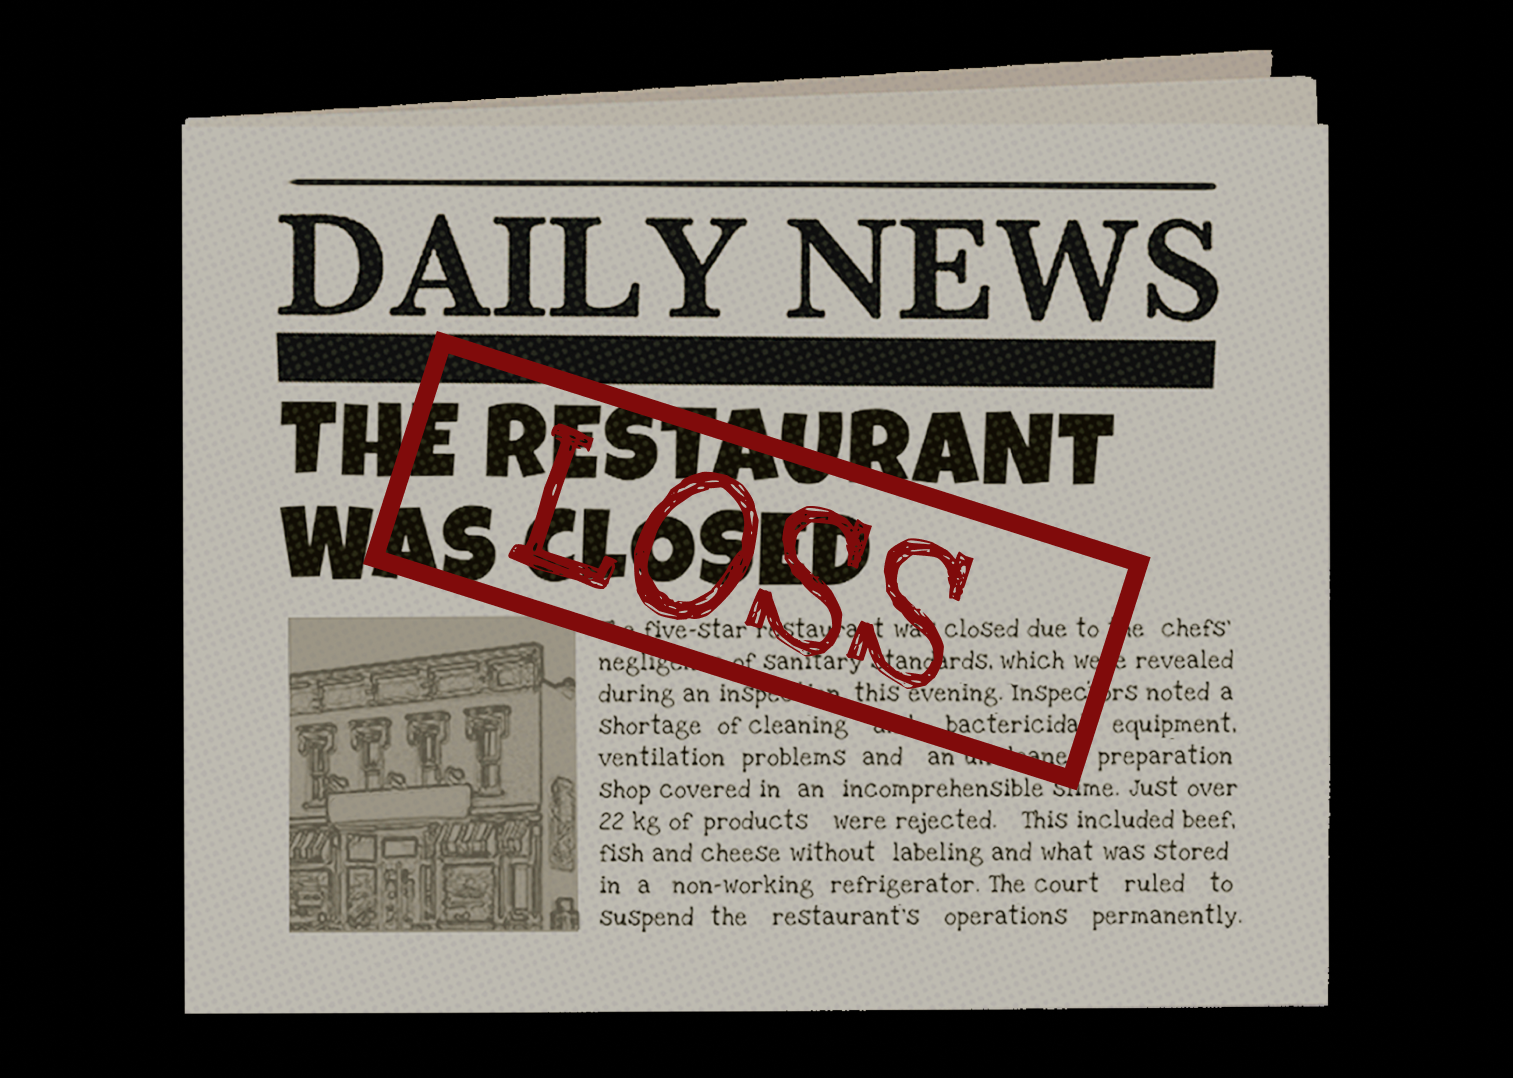 DAILY NEWS
THE RESTAURANT
WAS CLOSED
LOSS
The five-star restaurant was closed due to the chefs'
negligence of sanitary standards, which were revealed
during an inspection this evening. Inspectors noted a
shortage of cleaning and bactericidal equipment,
ventilation problems and an uncleaned preparation
shop covered in an incomprehensible slime. Just over
22 kg of products were rejected. This included beef,
fish and cheese without labeling and what was stored
in a non-working refrigerator. The court ruled to
suspend the restaurant's operations permanently.